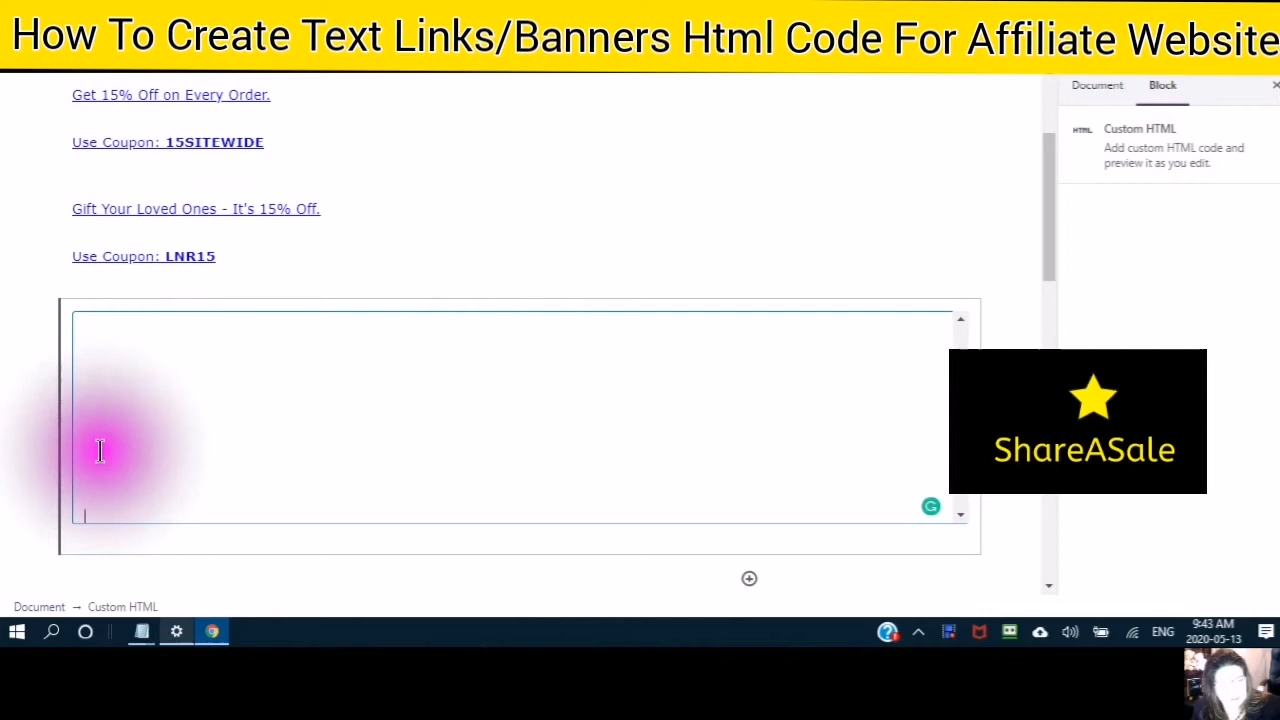 How To Create Text Links/Banners Html Code For Affiliate Website
Get 15% Off on Every Order.
Use Coupon: 15SITEWIDE
Gift Your Loved Ones - It's 15% Off.
Use Coupon: LNR15
Document Block
HTML Custom HTML
Add custom HTML code and
preview it as you edit.
ShareASale
G
Document → Custom HTML
ENG
9:43 AM
2020-05-13